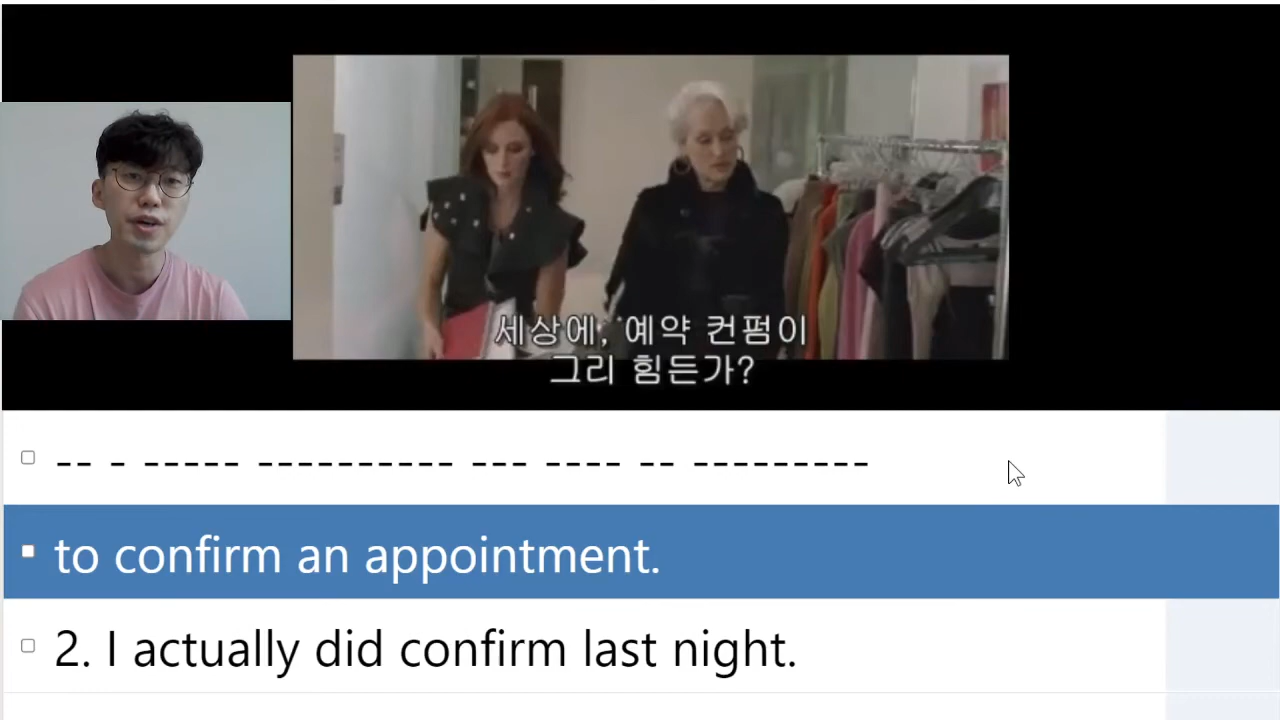 세상에, 예약 컨펌이
그리 힘든가?
-- - ----- ---------- --- ---- -- ---------
to confirm an appointment.
2. I actually did confirm last night.